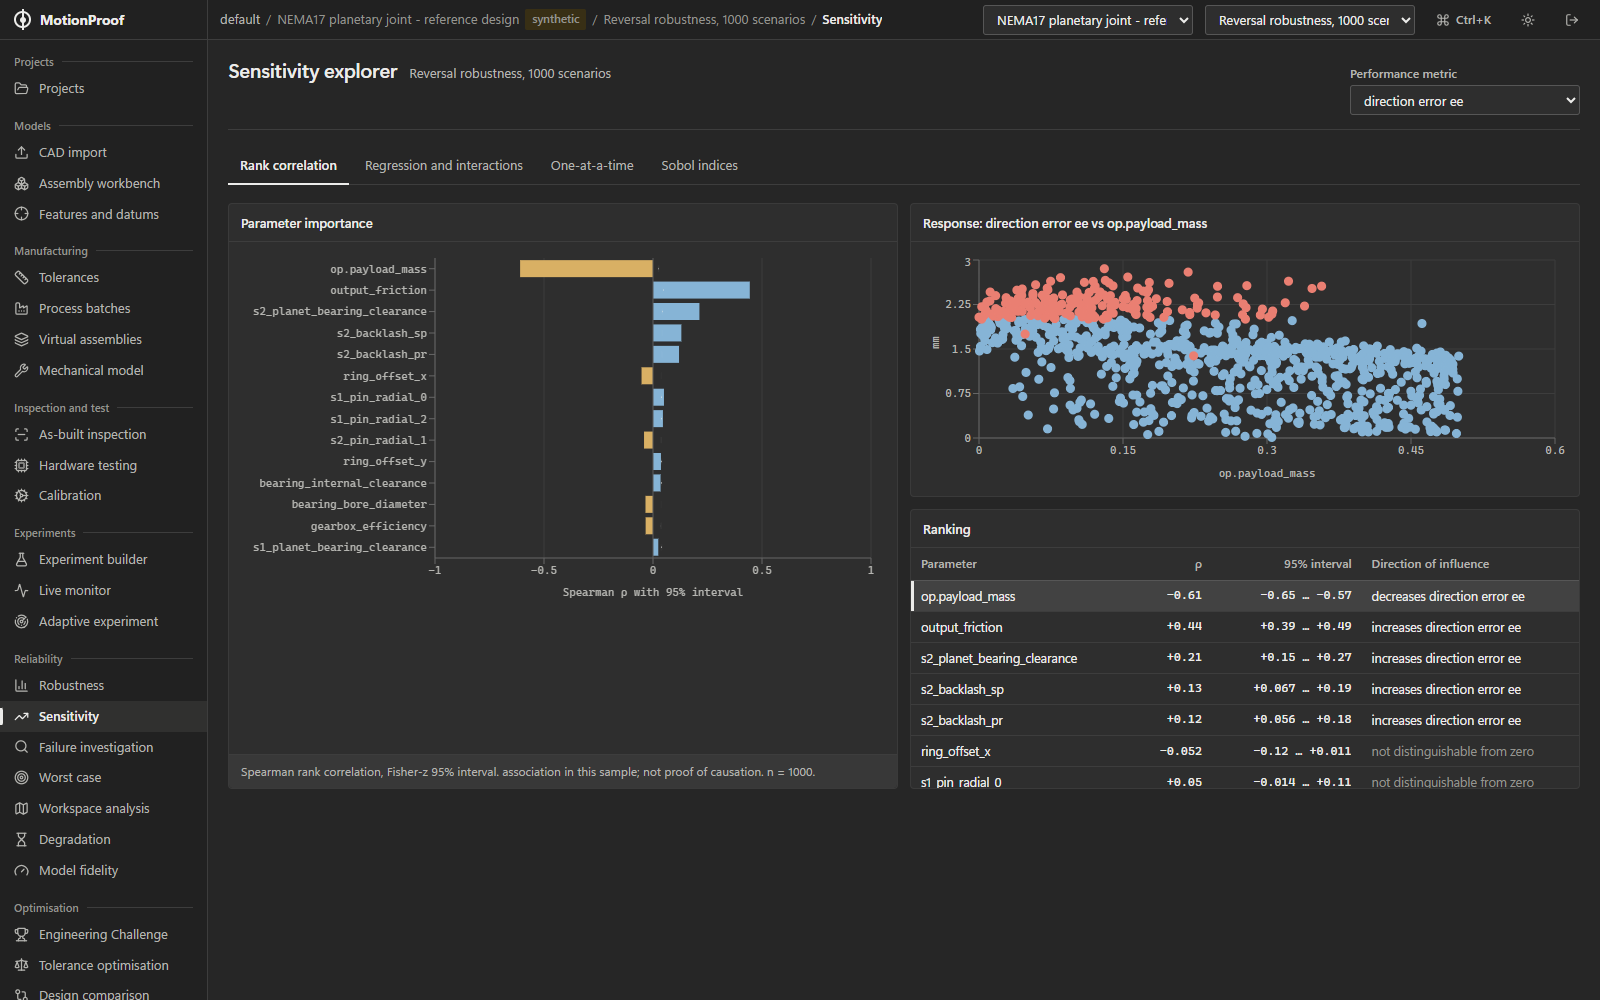 MotionProof
default / NEMA17 planetary joint - reference design synthetic / Reversal robustness, 1000 scenarios / Sensitivity
NEMA17 planetary joint - refe
Reversal robustness, 1000 scer
Ctrl+K
Projects
Projects
Models
CAD import
Assembly workbench
Features and datums
Manufacturing
Tolerances
Process batches
Virtual assemblies
Mechanical model
Inspection and test
As-built inspection
Hardware testing
Calibration
Experiments
Experiment builder
Live monitor
Adaptive experiment
Reliability
Robustness
Sensitivity
Failure investigation
Worst case
Workspace analysis
Degradation
Model fidelity
Optimisation
Engineering Challenge
Tolerance optimisation
Design comparison
Sensitivity explorer Reversal robustness, 1000 scenarios
Performance metric
direction error ee
Rank correlation Regression and interactions One-at-a-time Sobol indices
Parameter importance
op.payload_mass
output_friction
s2_planet_bearing_clearance
s2_backlash_sp
s2_backlash_pr
ring_offset_x
s1_pin_radial_0
s1_pin_radial_2
s2_pin_radial_1
ring_offset_y
bearing_internal_clearance
bearing_bore_diameter
gearbox_efficiency
s1_planet_bearing_clearance
−1 −0.5 0 0.5 1
Spearman ρ with 95% interval
Spearman rank correlation, Fisher-z 95% interval. association in this sample; not proof of causation. n = 1000.
Response: direction error ee vs op.payload_mass
3
2.25
1.5
0.75
0
mm
0 0.15 0.3 0.45 0.6
op.payload_mass
Ranking
Parameter ρ 95% interval Direction of influence
op.payload_mass −0.61 −0.65 … −0.57 decreases direction error ee
output_friction +0.44 +0.39 … +0.49 increases direction error ee
s2_planet_bearing_clearance +0.21 +0.15 … +0.27 increases direction error ee
s2_backlash_sp +0.13 +0.067 … +0.19 increases direction error ee
s2_backlash_pr +0.12 +0.056 … +0.18 increases direction error ee
ring_offset_x −0.052 −0.12 … +0.011 not distinguishable from zero
s1_pin_radial_0 +0.05 −0.014 … +0.11 not distinguishable from zero